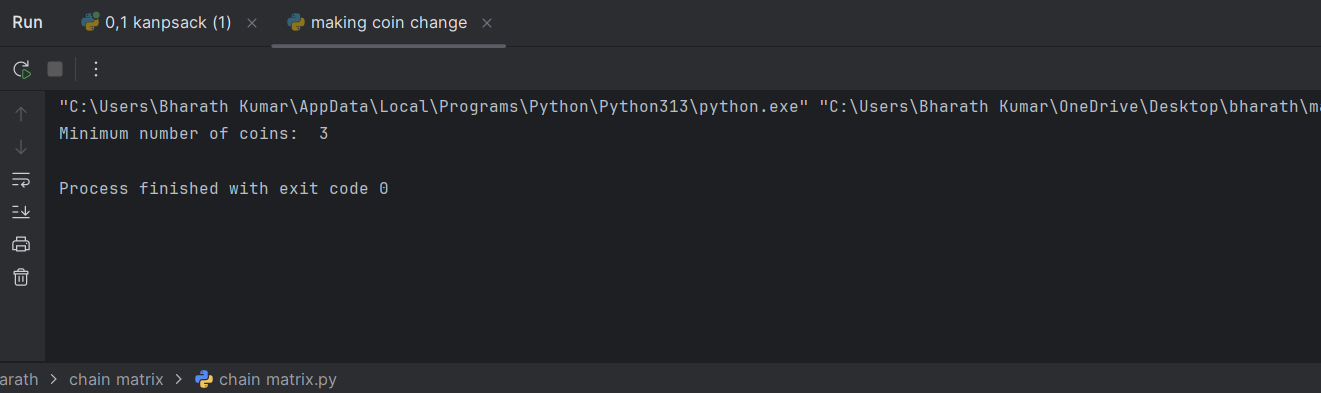 Run 0,1 kanpsack (1) making coin change
"C:\Users\Bharath Kumar\AppData\Local\Programs\Python\Python313\python.exe" "C:\Users\Bharath Kumar\OneDrive\Desktop\bharath\ma
Minimum number of coins:  3
Process finished with exit code 0
arath > chain matrix > chain matrix.py